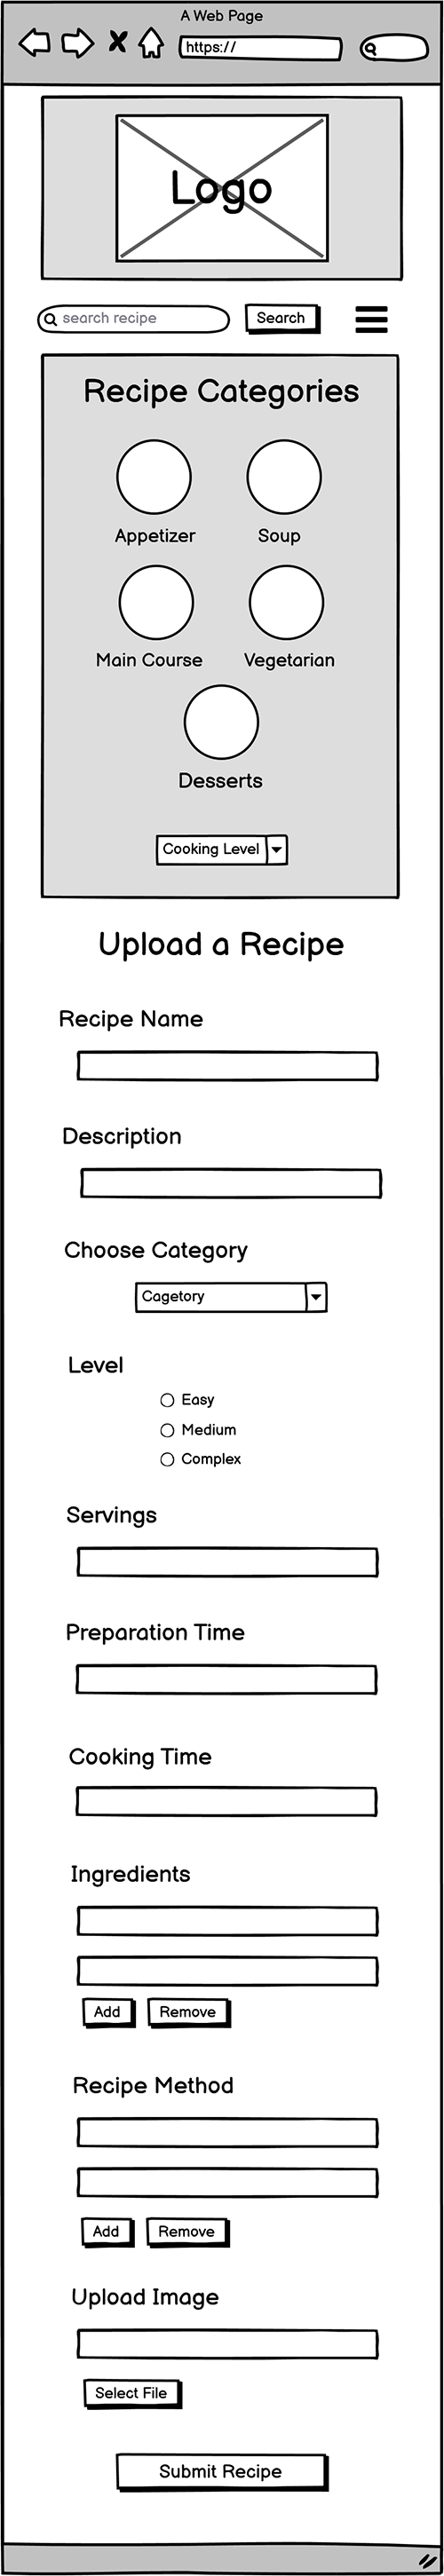 A Web Page
https://
Logo
search recipe
Search
Recipe Categories
Appetizer
Soup
Main Course
Vegetarian
Desserts
Cooking Level
Upload a Recipe
Recipe Name
Description
Choose Category
Cagetory
Level
Easy
Medium
Complex
Servings
Preparation Time
Cooking Time
Ingredients
Add
Remove
Recipe Method
Add
Remove
Upload Image
Select File
Submit Recipe